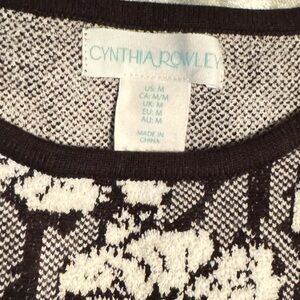 CYNTHIA ROWLEY
US: M
CA: M/M
UK: M
EU: M
AU: M
MADE IN
CHINA